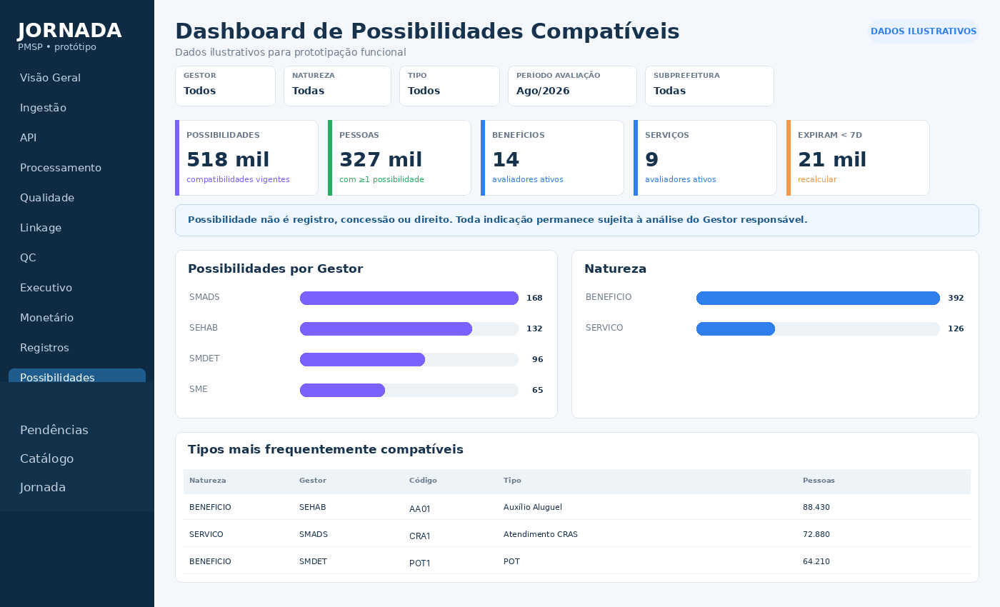 JORNADA
PMSP • protótipo
Visão Geral
Ingestão
API
Processamento
Qualidade
Linkage
QC
Executivo
Monetário
Registros
Possibilidades
Pendências
Catálogo
Jornada
Dashboard de Possibilidades Compatíveis
DADOS ILUSTRATIVOS
Dados ilustrativos para prototipação funcional
GESTOR
Todos
NATUREZA
Todas
TIPO
Todos
PERÍODO AVALIAÇÃO
Ago/2026
SUBPREFEITURA
Todas
POSSIBILIDADES
518 mil
compatibilidades vigentes
PESSOAS
327 mil
com ≥1 possibilidade
BENEFÍCIOS
14
avaliadores ativos
SERVIÇOS
9
avaliadores ativos
EXPIRAM < 7D
21 mil
recalcular
Possibilidade não é registro, concessão ou direito. Toda indicação permanece sujeita à análise do Gestor responsável.
Possibilidades por Gestor
SMADS 168
SEHAB 132
SMDET 96
SME 65
Natureza
BENEFICIO 392
SERVICO 126
Tipos mais frequentemente compatíveis
Natureza Gestor Código Tipo Pessoas
BENEFICIO SEHAB AA01 Auxílio Aluguel 88.430
SERVICO SMADS CRA1 Atendimento CRAS 72.880
BENEFICIO SMDET POT1 POT 64.210